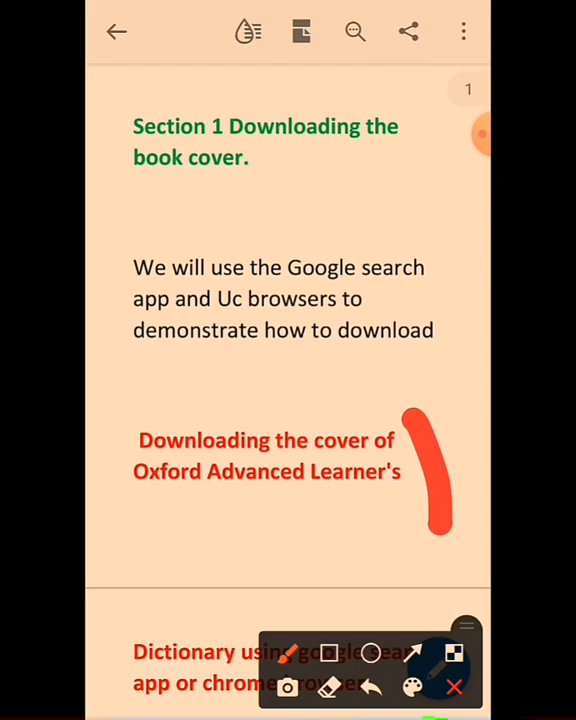 1
Section 1 Downloading the
book cover.
We will use the Google search
app and Uc browsers to
demonstrate how to download
Downloading the cover of
Oxford Advanced Learner's
Dictionary using google sear
app or chrome browser